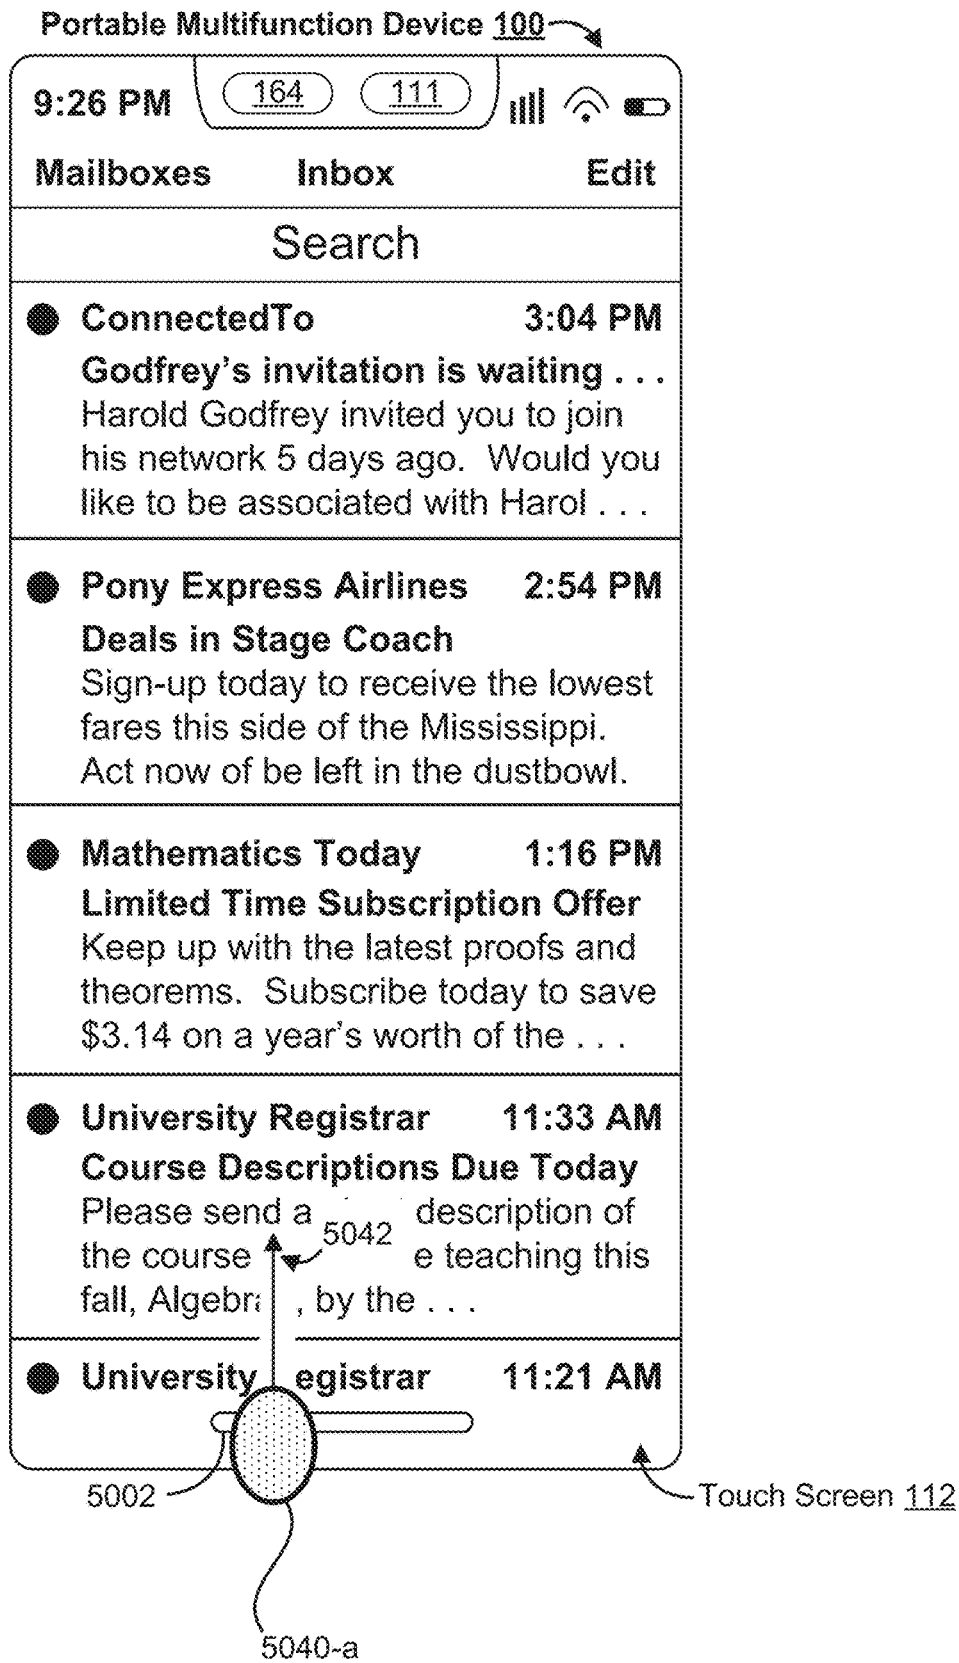 Portable Multifunction Device 100
9:26 PM
164
111
Mailboxes Inbox Edit
Search
ConnectedTo 3:04 PM
Godfrey's invitation is waiting . . .
Harold Godfrey invited you to join
his network 5 days ago. Would you
like to be associated with Harol . . .
Pony Express Airlines 2:54 PM
Deals in Stage Coach
Sign-up today to receive the lowest
fares this side of the Mississippi.
Act now of be left in the dustbowl.
Mathematics Today 1:16 PM
Limited Time Subscription Offer
Keep up with the latest proofs and
theorems. Subscribe today to save
$3.14 on a year's worth of the . . .
University Registrar 11:33 AM
Course Descriptions Due Today
Please send a description of
5042
the course e teaching this
fall, Algebr , by the . . .
University egistrar 11:21 AM
5002
Touch Screen 112
5040-a